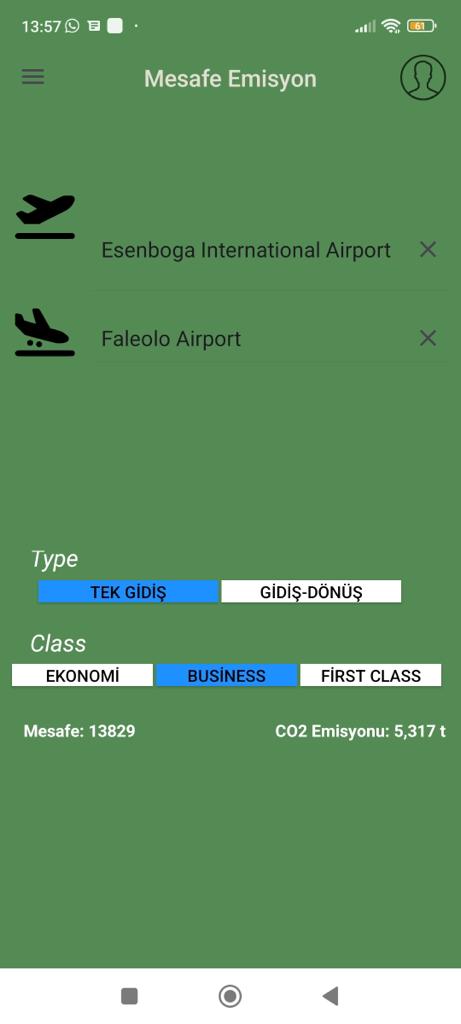 13:57
61
Mesafe Emisyon
Esenboga International Airport
Faleolo Airport
Type
TEK GİDİŞ GİDİŞ-DÖNÜŞ
Class
EKONOMİ BUSİNESS FİRST CLASS
Mesafe: 13829 CO2 Emisyonu: 5,317 t